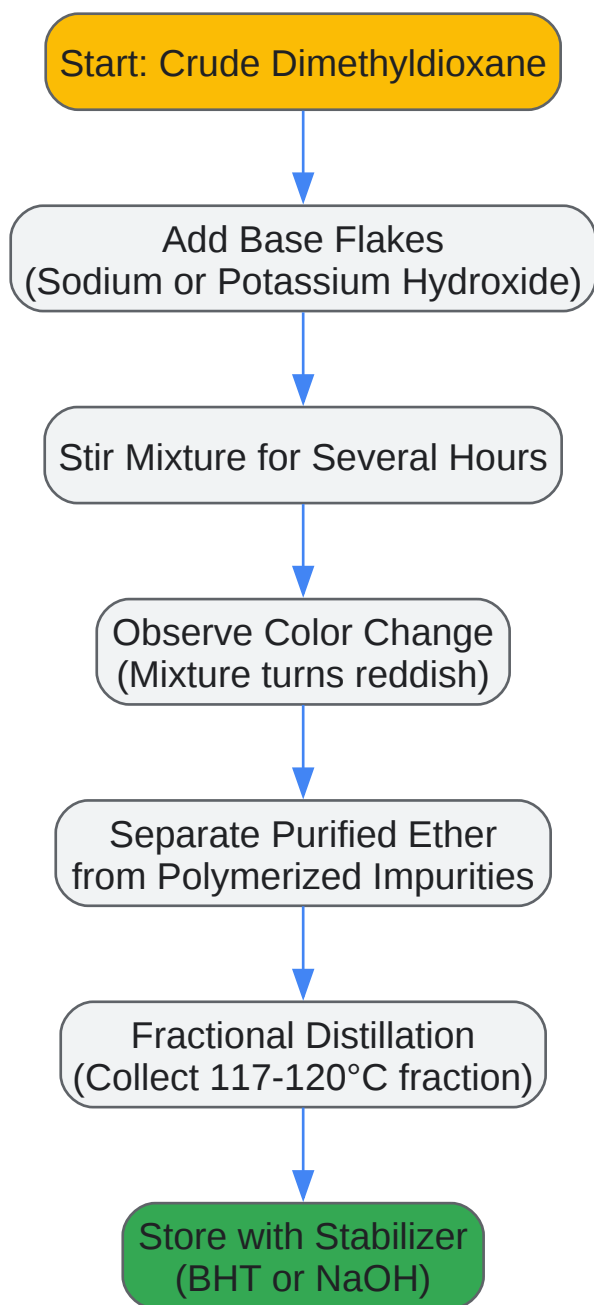 Start: Crude Dimethyldioxane
Add Base Flakes
(Sodium or Potassium Hydroxide)
Stir Mixture for Several Hours
Observe Color Change
(Mixture turns reddish)
Separate Purified Ether
from Polymerized Impurities
Fractional Distillation
(Collect 117-120°C fraction)
Store with Stabilizer
(BHT or NaOH)